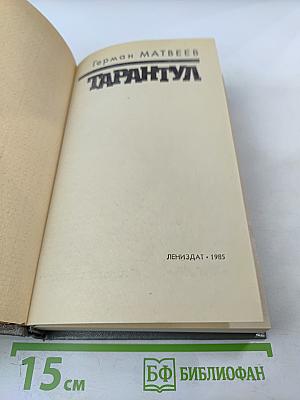 Герман МАТВЕЕВ
ТАРАНТУЛ
ЛЕНИЗДАТ • 1985
15 см
БФ БИБЛИОФАН